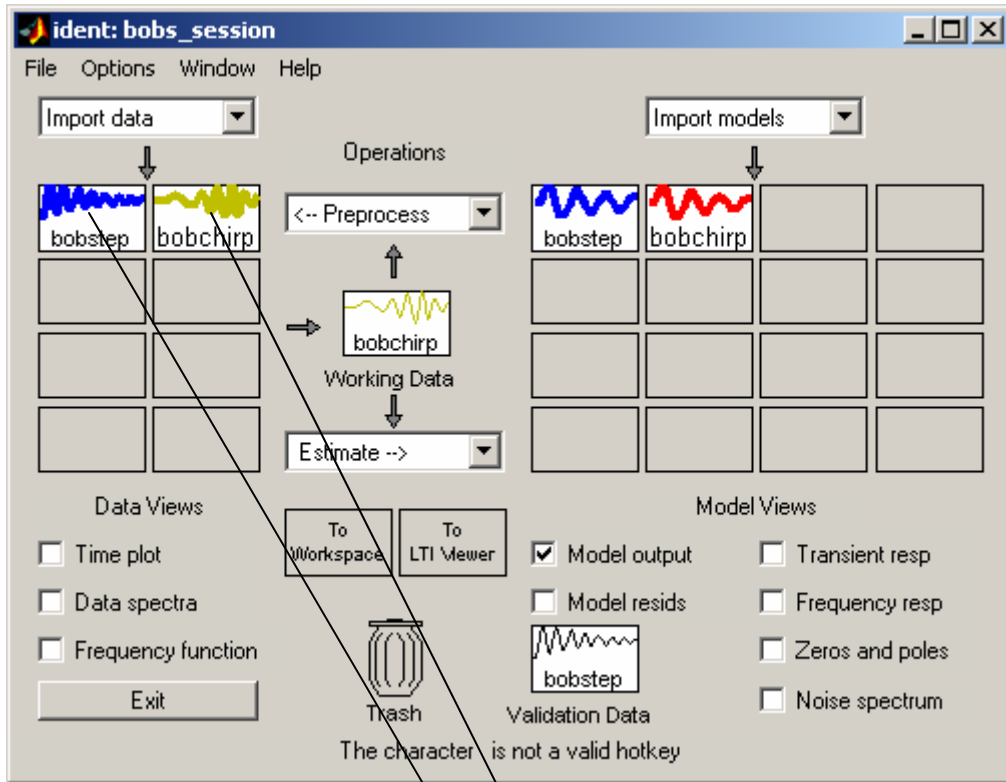 ident: bobs_session
File Options Window Help
Import data
Import models
Operations
bobstep
bobchirp
<-- Preprocess
bobstep
bobchirp
bobchirp
Working Data
Estimate -->
Data Views
Model Views
To
Workspace
To
LTI Viewer
Time plot
Data spectra
Frequency function
Exit
Trash
Model output
Model resids
bobstep
Validation Data
Transient resp
Frequency resp
Zeros and poles
Noise spectrum
The character is not a valid hotkey